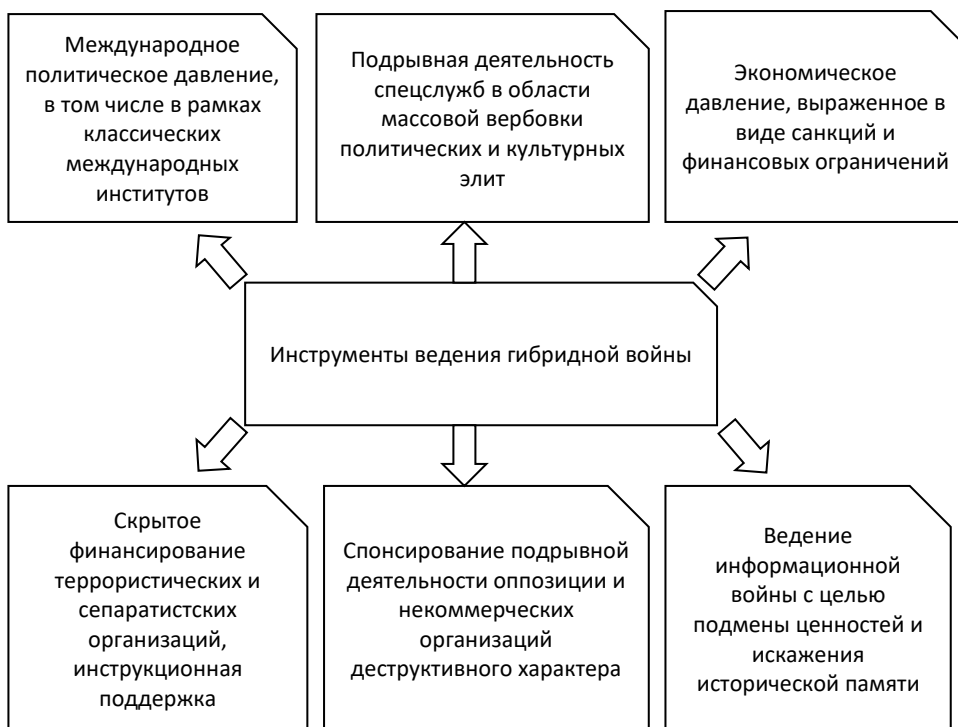 Международное
политическое давление,
в том числе в рамках
классических
международных
институтов
Подрывная деятельность
спецслужб в области
массовой вербовки
политических и культурных
элит
Экономическое
давление, выраженное в
виде санкций и
финансовых ограничений
Инструменты ведения гибридной войны
Скрытое
финансирование
террористических и
сепаратистских
организаций,
инструкционная
поддержка
Спонсирование подрывной
деятельности оппозиции и
некоммерческих
организаций
деструктивного характера
Ведение
информационной
войны с целью
подмены ценностей и
искажения
исторической памяти